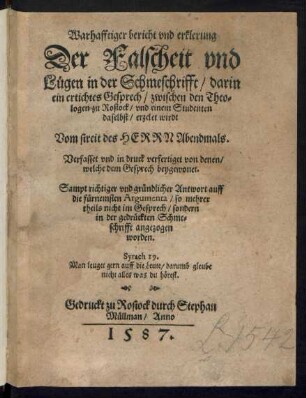 Warhafftiger bericht vnd erklerung
Der Falscheit vnd
Lügen in der Schmeschrifft / darin
ein ertichtes Gesprech / zwischen den Theo-
logen zu Rostock / vnd einem Studenten
daselbst / erzelet wirdt
Vom streit des HERRN Abendmals.
Verfasset vnd in druck verfertiget von denen /
welche dem Gesprech beygewonet.
Sampt richtiger vnd gründlicher Antwort auff
die fürnemsten Argumenta / so mehrer
theils nicht im Gesprech / sondern
in der gedrückten Schme-
schrifft angezogen
worden.
Syrach 19.
Man leuget gern auff die leute / darumb gleube
nicht alles was du hörest.
Gedruckt zu Rostock durch Stephan
Müllman / Anno
1587.